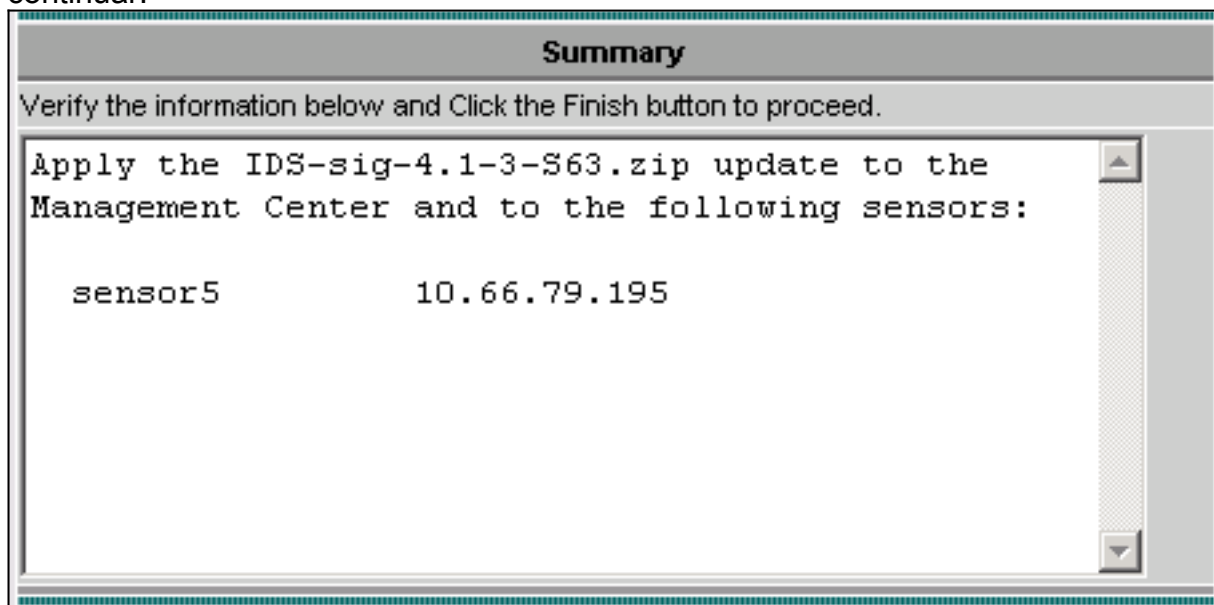 continuar.
Summary
Verify the information below and Click the Finish button to proceed.
Apply the IDS-sig-4.1-3-S63.zip update to the
Management Center and to the following sensors:
sensor5 10.66.79.195